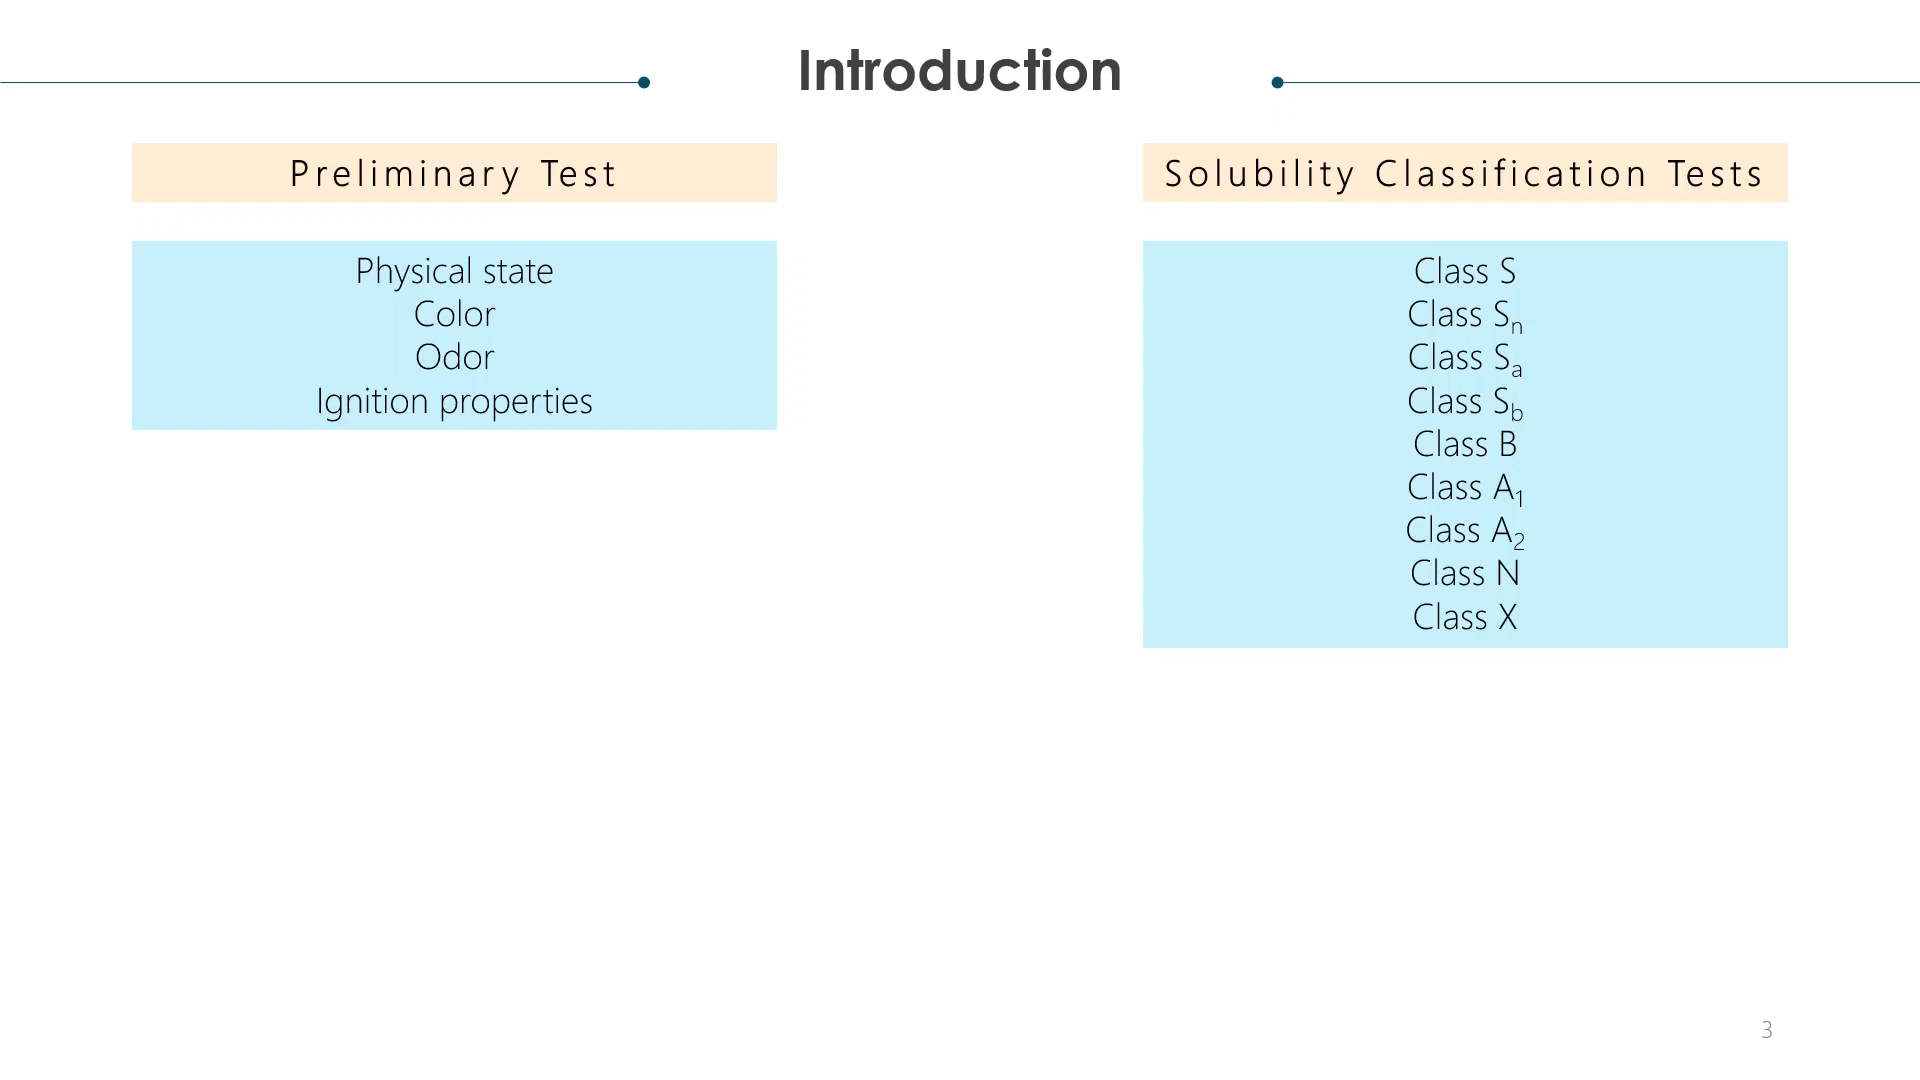 Introduction
Preliminary Test
Physical state
Color
Odor
Ignition properties
Solubility Classification Tests
Class S
Class Sₙ
Class Sₐ
Class S_b
Class B
Class A₁
Class A₂
Class N
Class X
3